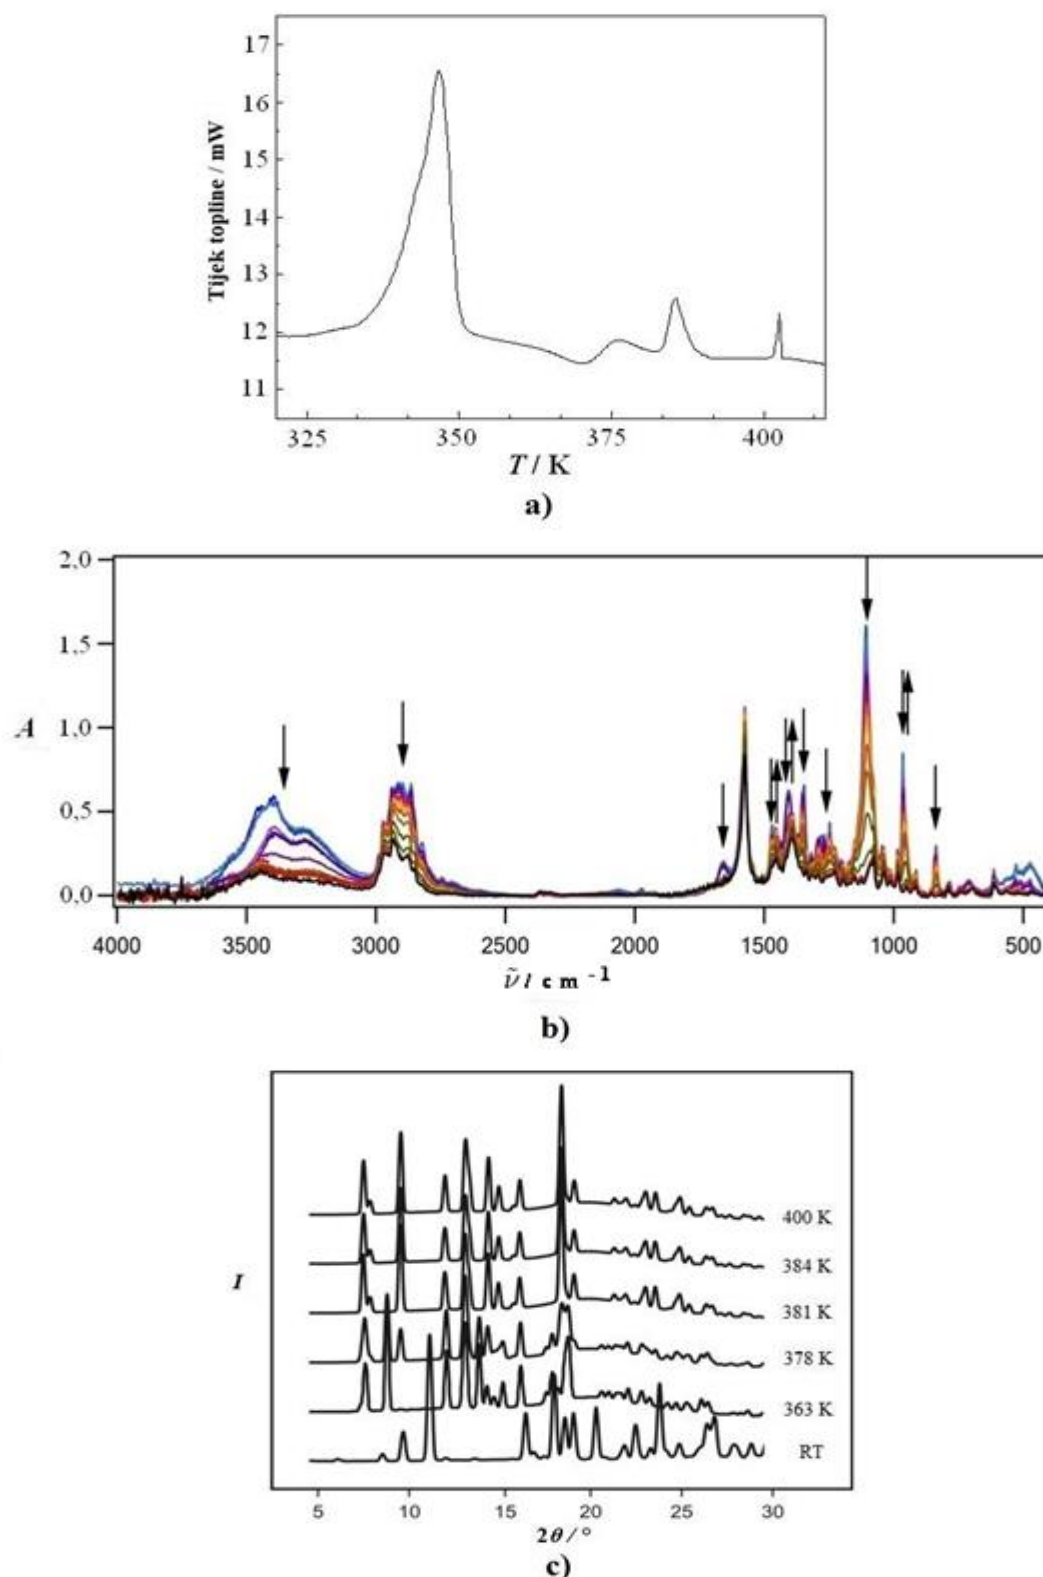 17
16
15
14
13
12
11
Tijek topline / mW
325 350 375 400
T / K
a)
2.0
1.5
1.0
0.5
0.0
A
4000 3500 3000 2500 2000 1500 1000 500
ν̃ / cm⁻¹
b)
400 K
384 K
381 K
378 K
363 K
RT
I
5 10 15 20 25 30
2θ / °
c)